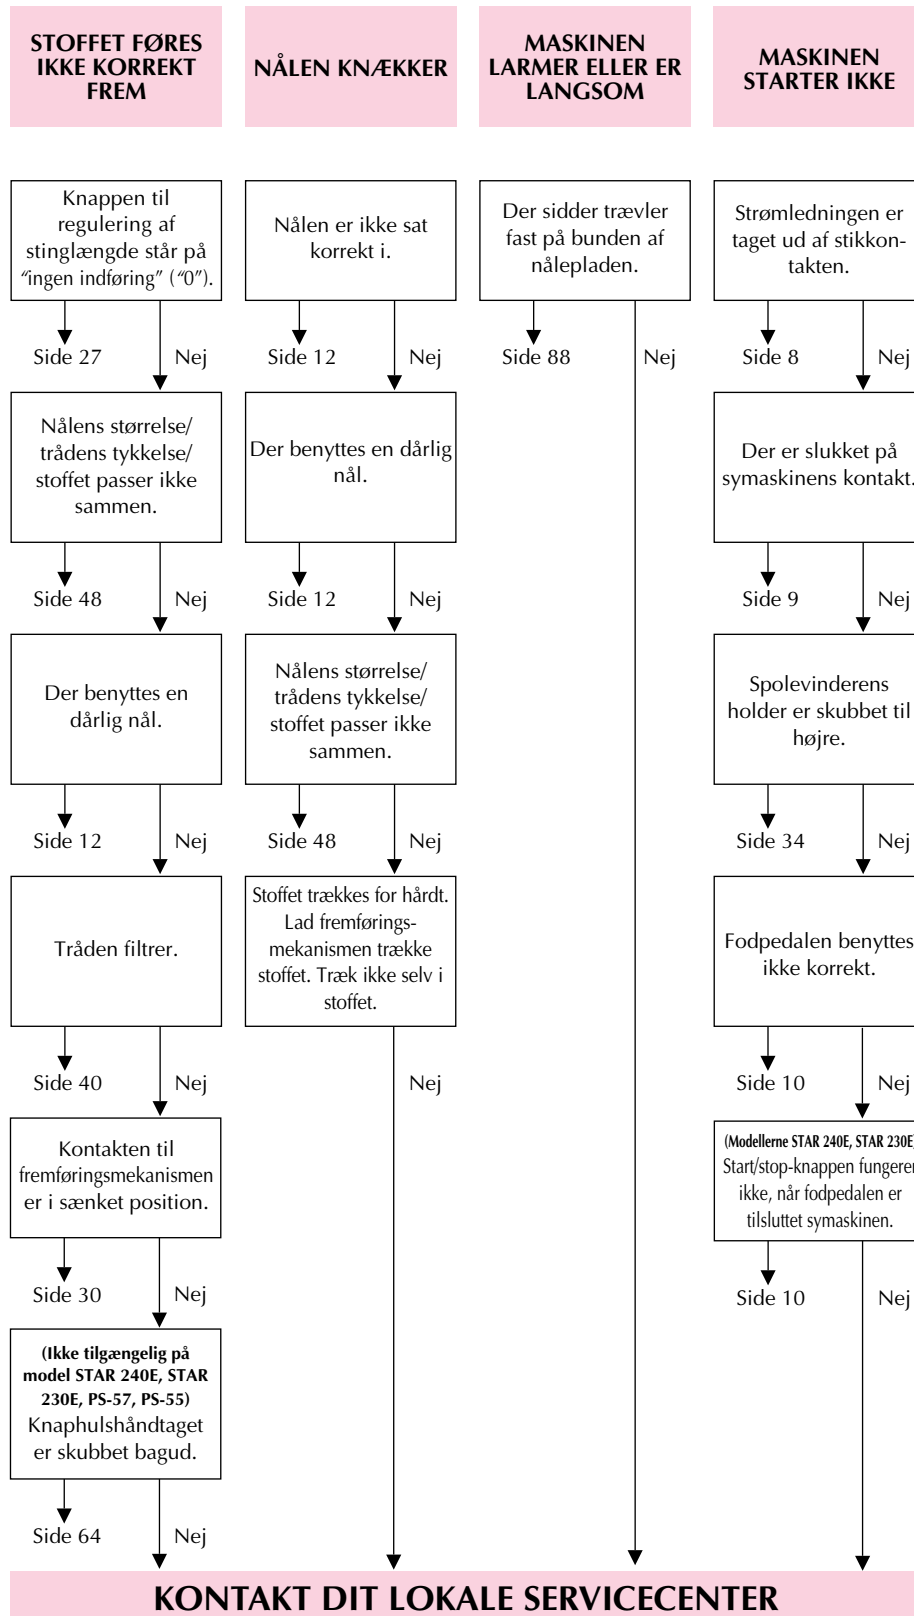 STOFFET FØRES
IKKE KORREKT
FREM
NÅLEN KNÆKKER
MASKINEN
LARMER ELLER ER
LANGSOM
MASKINEN
STARTER IKKE
Knappen til
regulering af
stinglængde står på
“ingen indføring” (“0”).
Side 27
Nej
Nålens størrelse/
trådens tykkelse/
stoffet passer ikke
sammen.
Side 48
Nej
Der benyttes en
dårlig nål.
Side 12
Nej
Tråden filtrer.
Side 40
Nej
Kontakten til
fremføringsmekanismen
er i sænket position.
Side 30
Nej
(Ikke tilgængelig på
model STAR 240E, STAR
230E, PS-57, PS-55)
Knaphulshåndtaget
er skubbet bagud.
Side 64
Nej
Nålen er ikke sat
korrekt i.
Side 12
Nej
Der benyttes en dårlig
nål.
Side 12
Nej
Nålens størrelse/
trådens tykkelse/
stoffet passer ikke
sammen.
Side 48
Nej
Stoffet trækkes for hårdt.
Lad fremførings-
mekanismen trække
stoffet. Træk ikke selv i
stoffet.
Nej
Der sidder trævler
fast på bunden af
nålepladen.
Side 88
Nej
Strømledningen er
taget ud af stikkon-
takten.
Side 8
Nej
Der er slukket på
symaskinens kontakt.
Side 9
Nej
Spolevinderens
holder er skubbet til
højre.
Side 34
Nej
Fodpedalen benyttes
ikke korrekt.
Side 10
Nej
(Modellerne STAR 240E, STAR 230E)
Start/stop-knappen fungerer
ikke, når fodpedalen er
tilsluttet symaskinen.
Side 10
Nej
KONTAKT DIT LOKALE SERVICECENTER